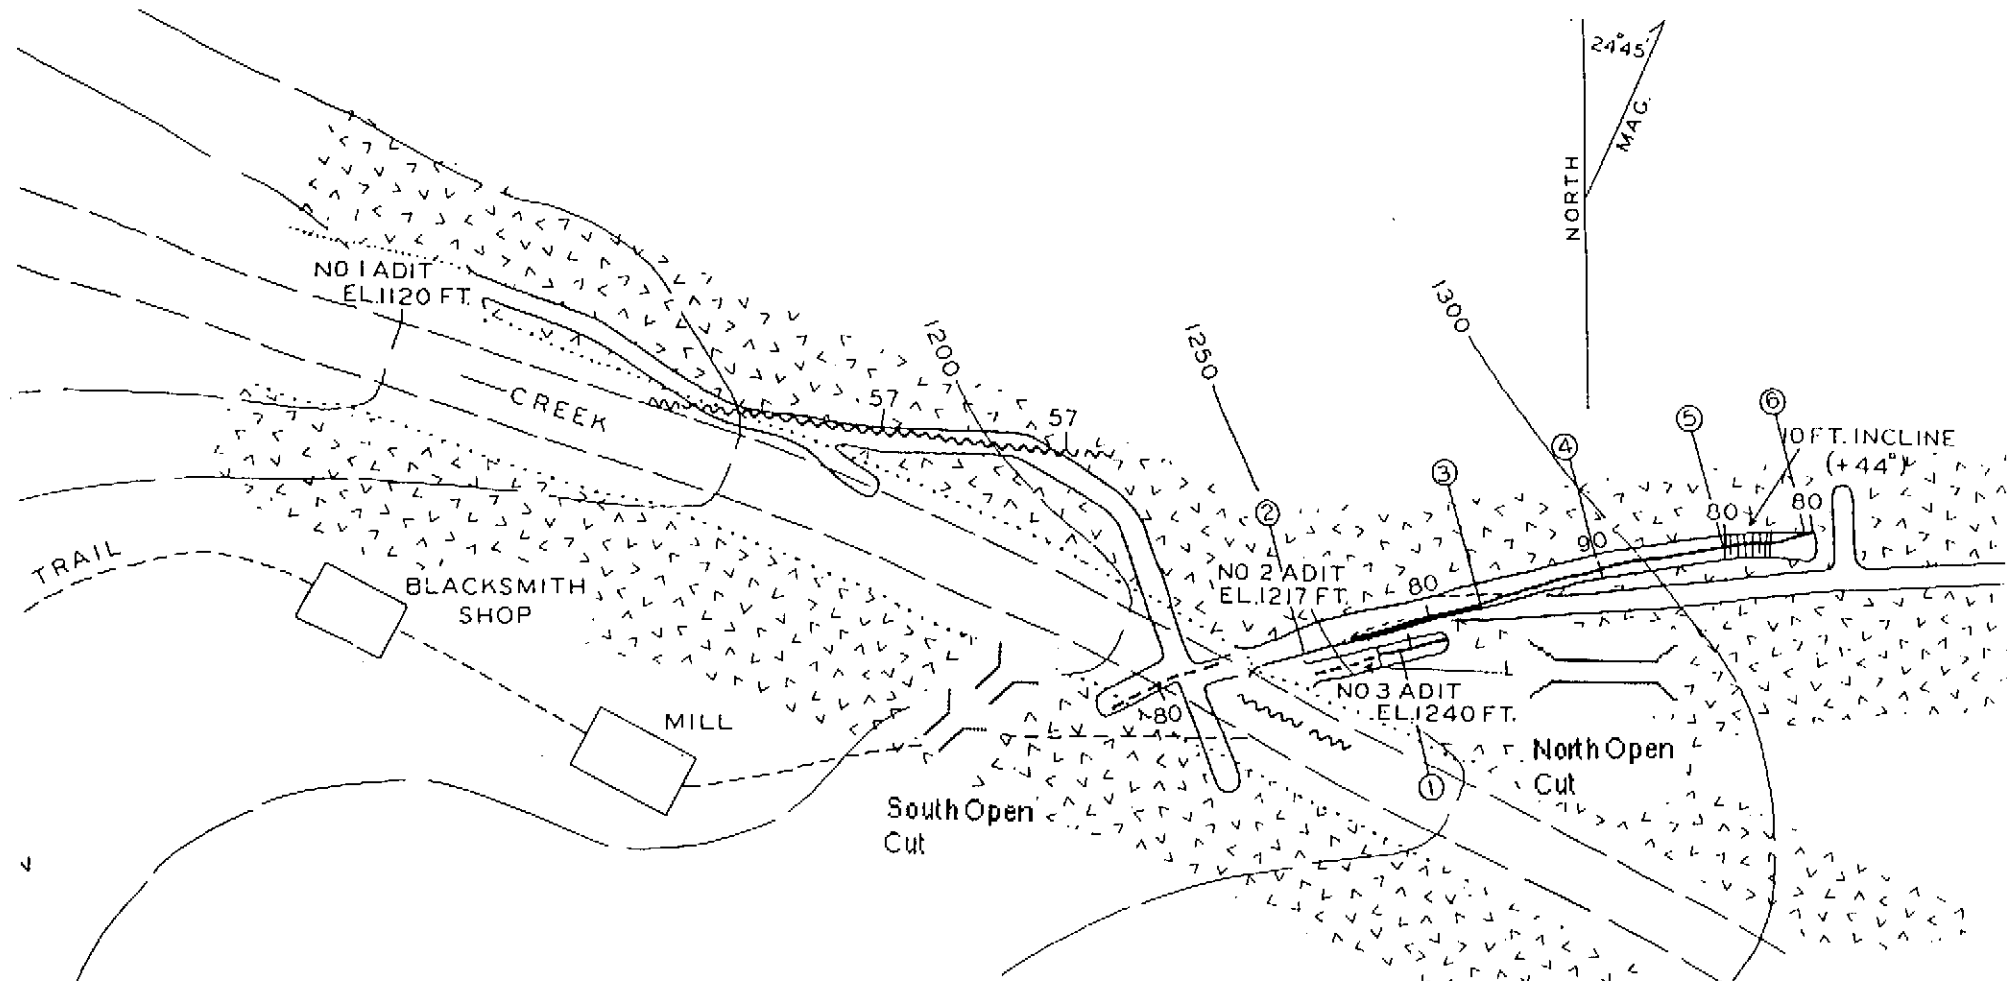 24°45'
MAG.
NORTH
NO 1 ADIT
EL.1120 FT.
CREEK
57
57
1200
1250
1300
①
②
③
④
⑤
⑥
10 FT. INCLINE
(+44°)
80
80
90
80
80
NO 2 ADIT
EL.1217 FT.
NO 3 ADIT
EL.1240 FT.
TRAIL
BLACKSMITH
SHOP
MILL
South Open
Cut
North Open
Cut